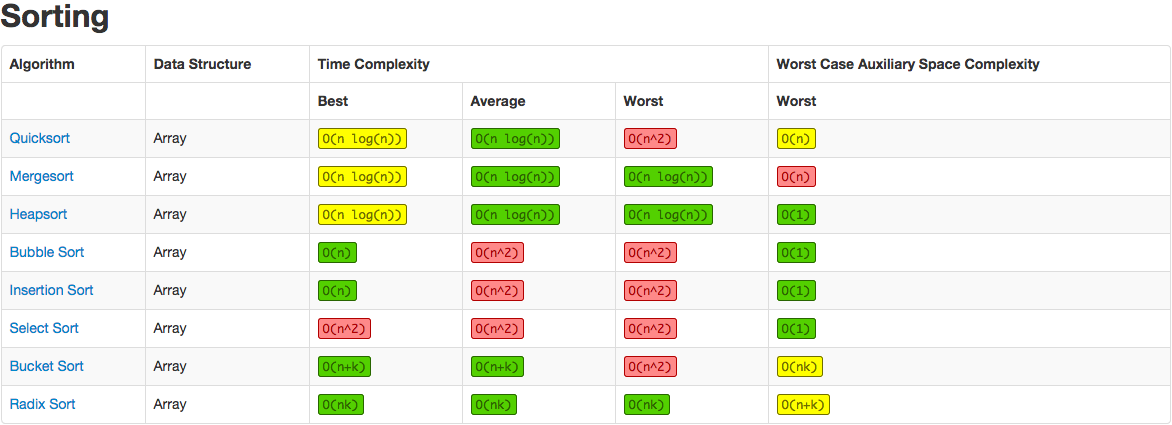 Sorting
Algorithm Data Structure Time Complexity Worst Case Auxiliary Space Complexity
Best Average Worst Worst
Quicksort Array O(n log(n)) O(n log(n)) O(n^2) O(n)
Mergesort Array O(n log(n)) O(n log(n)) O(n log(n)) O(n)
Heapsort Array O(n log(n)) O(n log(n)) O(n log(n)) O(1)
Bubble Sort Array O(n) O(n^2) O(n^2) O(1)
Insertion Sort Array O(n) O(n^2) O(n^2) O(1)
Select Sort Array O(n^2) O(n^2) O(n^2) O(1)
Bucket Sort Array O(n+k) O(n+k) O(n^2) O(nk)
Radix Sort Array O(nk) O(nk) O(nk) O(n+k)